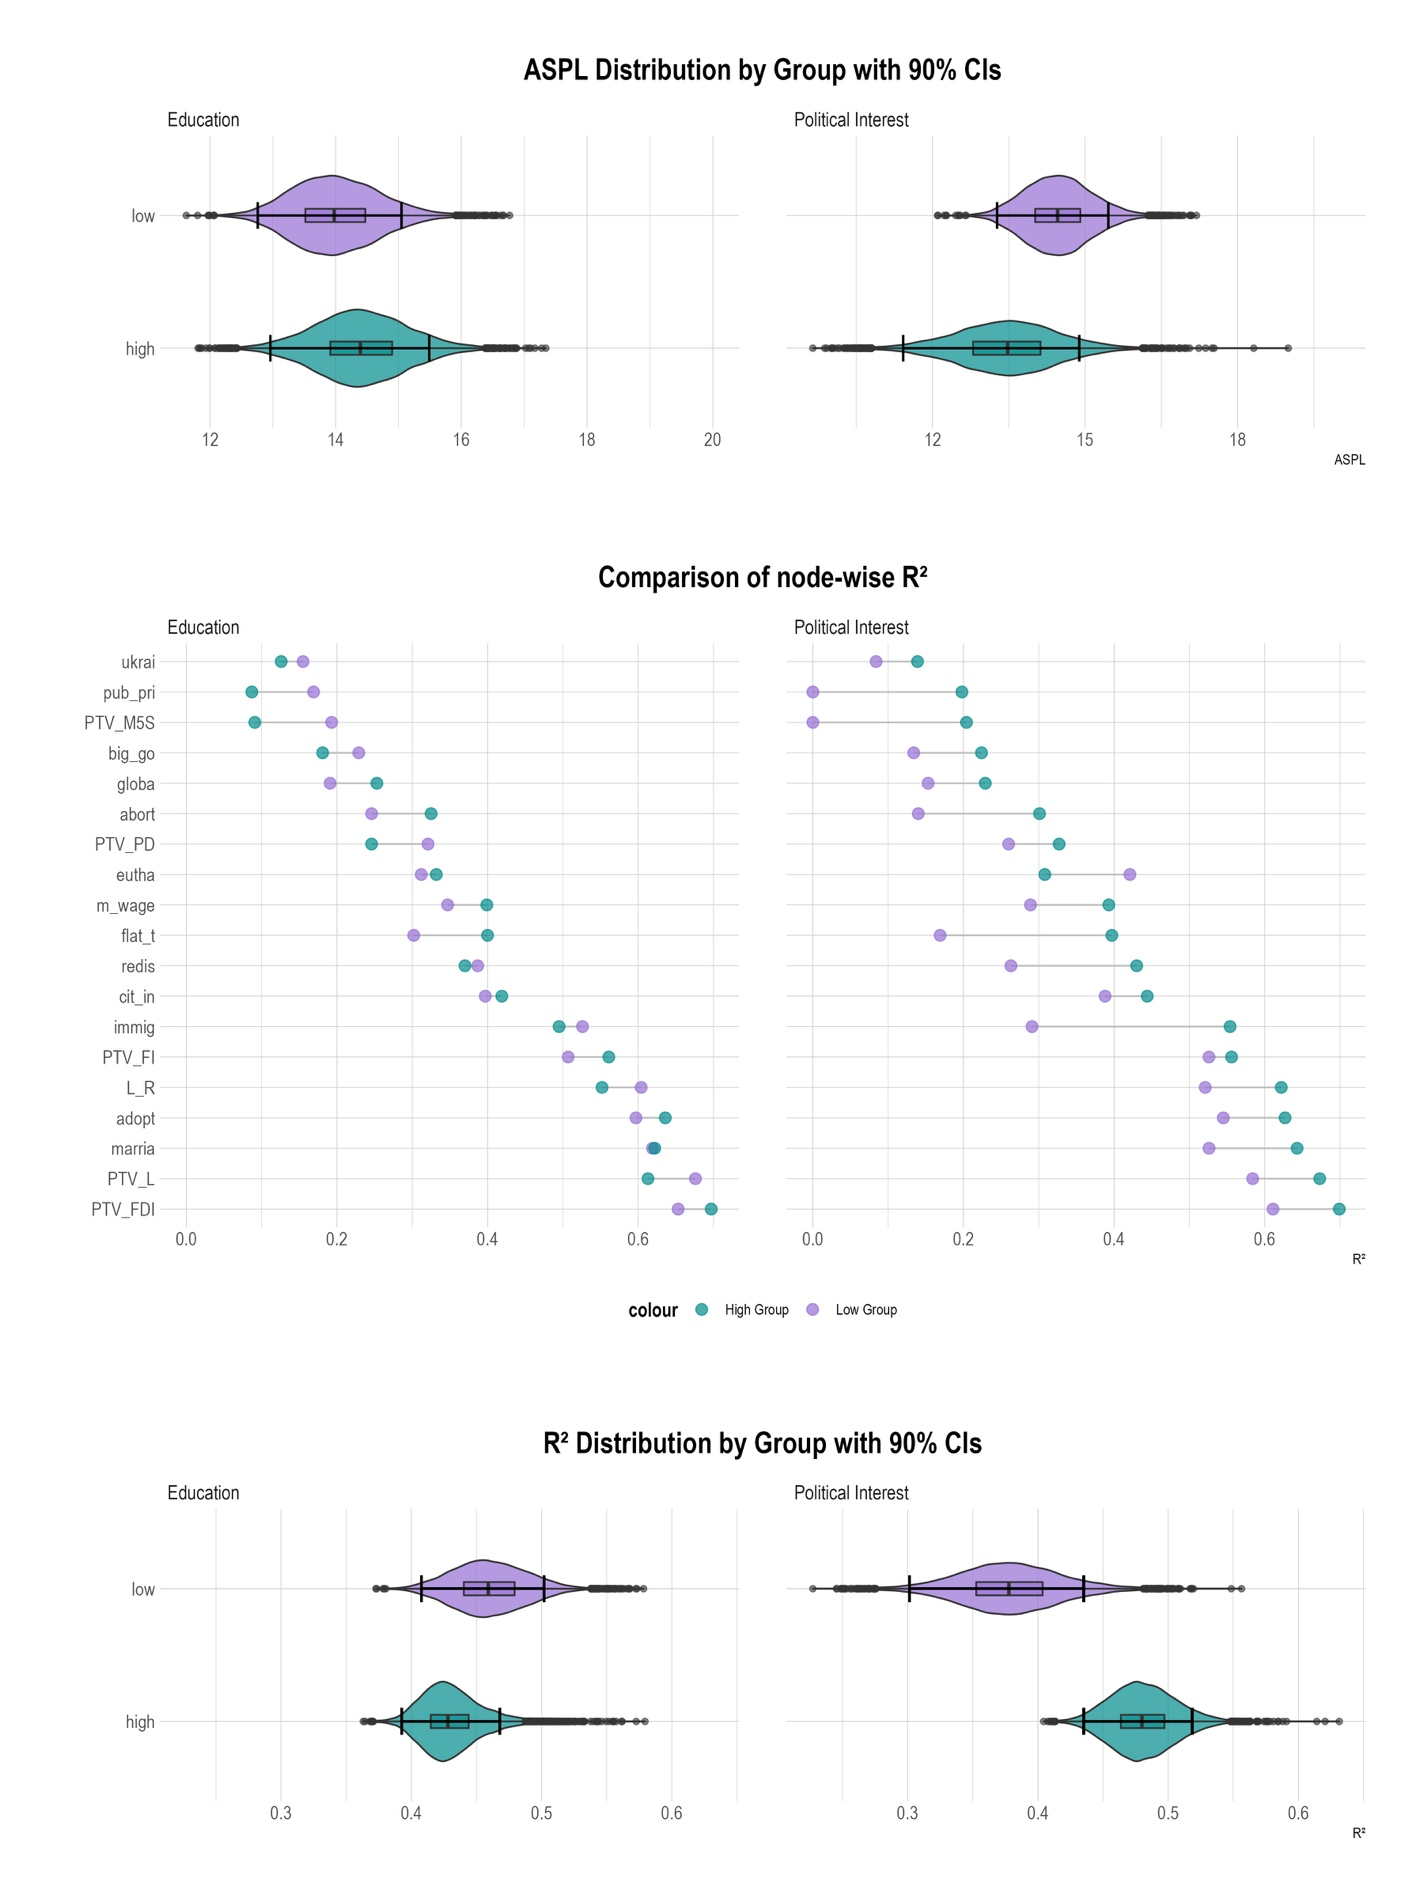 ASPL Distribution by Group with 90% CIs
Education
Political Interest
low
high
12 14 16 18 20
12 15 18
ASPL
Comparison of node-wise R²
Education
Political Interest
ukrai
pub_pri
PTV_M5S
big_go
globa
abort
PTV_PD
eutha
m_wage
flat_t
redis
cit_in
immig
PTV_FI
L_R
adopt
marria
PTV_L
PTV_FDI
0.0 0.2 0.4 0.6
0.0 0.2 0.4 0.6
R²
colour High Group Low Group
R² Distribution by Group with 90% CIs
Education
Political Interest
low
high
0.3 0.4 0.5 0.6
0.3 0.4 0.5 0.6
R²